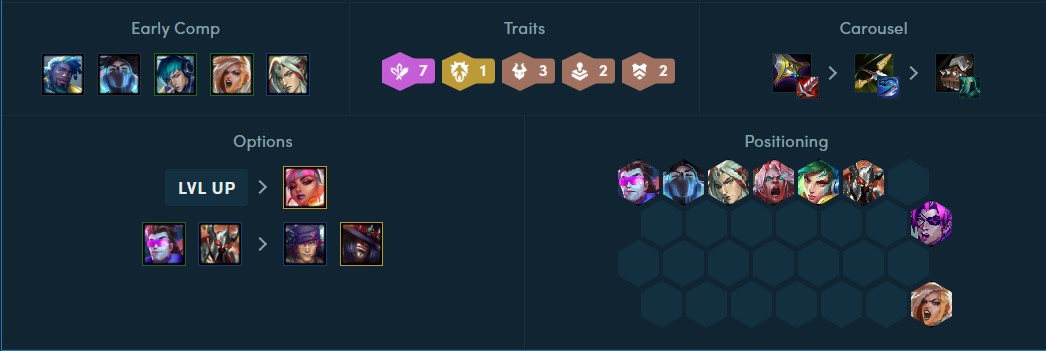 Early Comp
Traits
Carousel
7
1
3
2
2
Options
Positioning
LVL UP